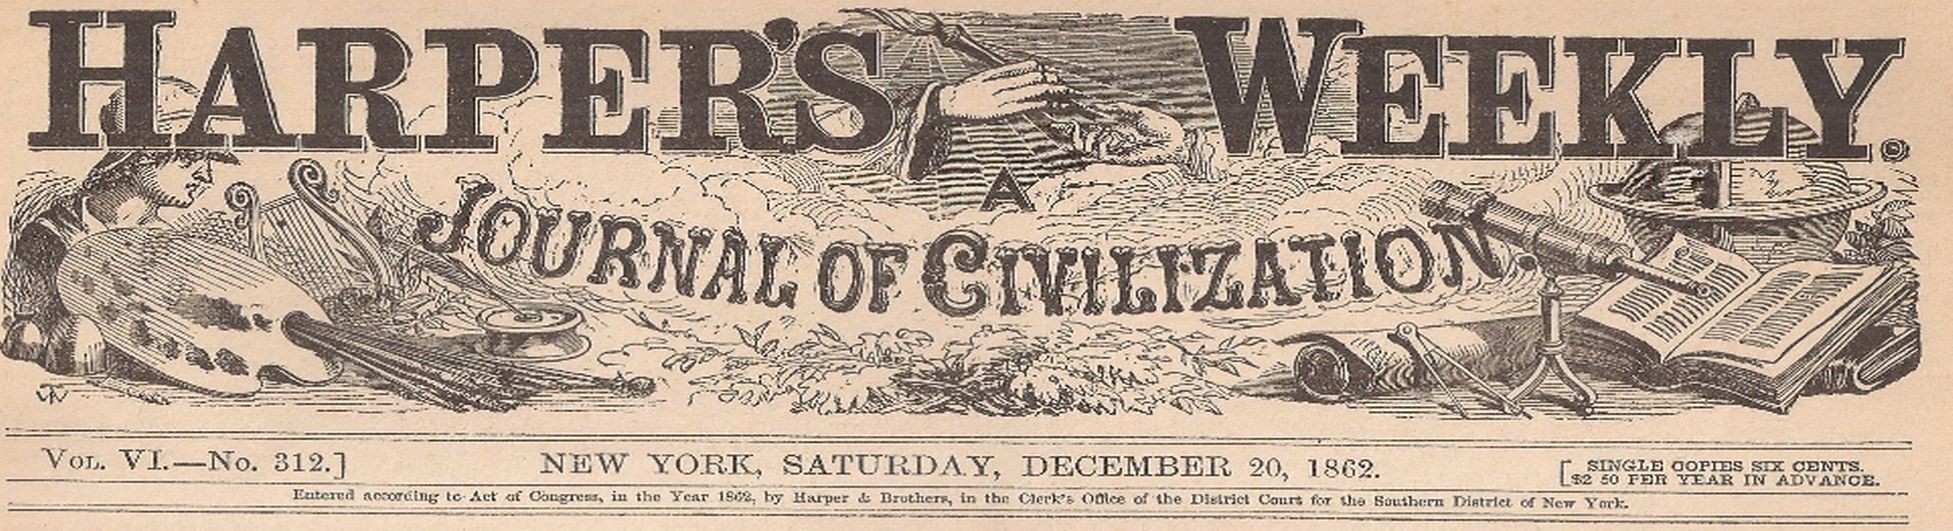 HARPER'S WEEKLY.
A
JOURNAL OF CIVILIZATION.
VOL. VI.—No. 312.]
NEW YORK, SATURDAY, DECEMBER 20, 1862.
[SINGLE COPIES SIX CENTS.
$2 50 PER YEAR IN ADVANCE.
Entered according to Act of Congress, in the Year 1862, by Harper & Brothers, in the Clerk's Office of the District Court for the Southern District of New York.